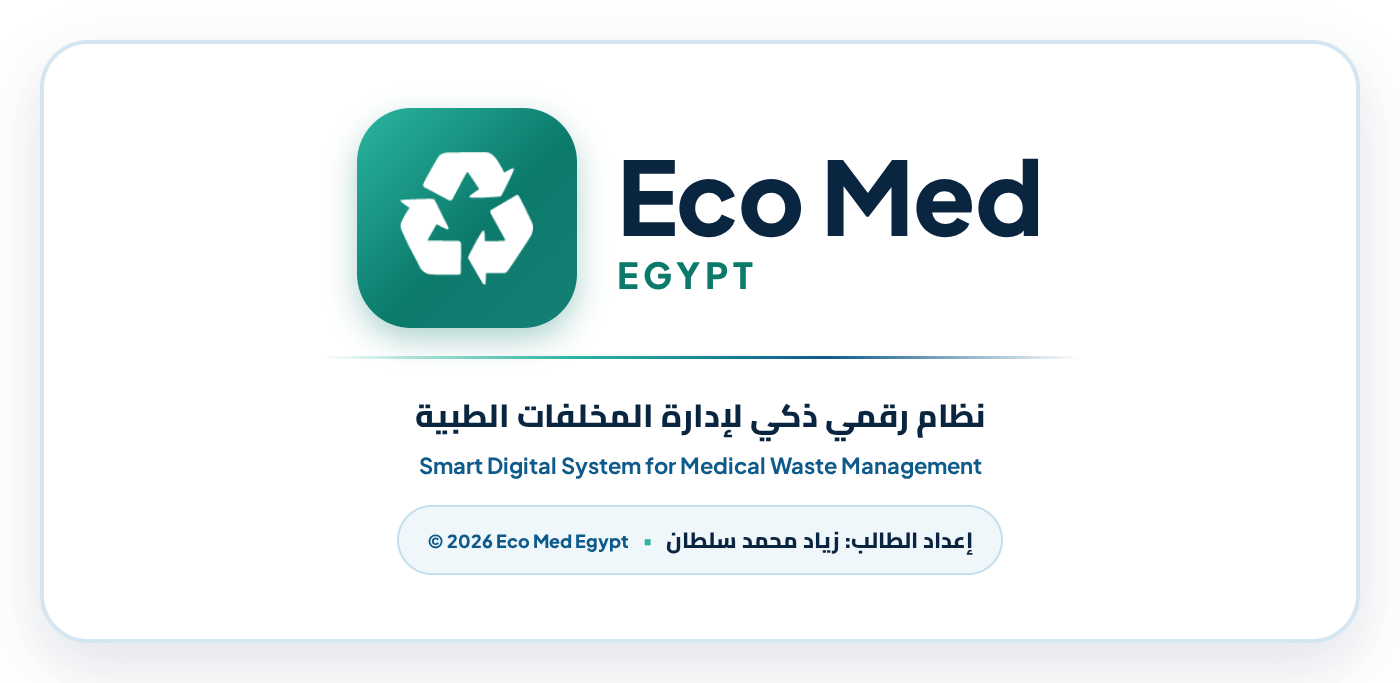 Eco Med
EGYPT
نظام رقمي ذكي لإدارة المخلفات الطبية
Smart Digital System for Medical Waste Management
إعداد الطالب: زياد محمد سلطان ▪ © 2026 Eco Med Egypt